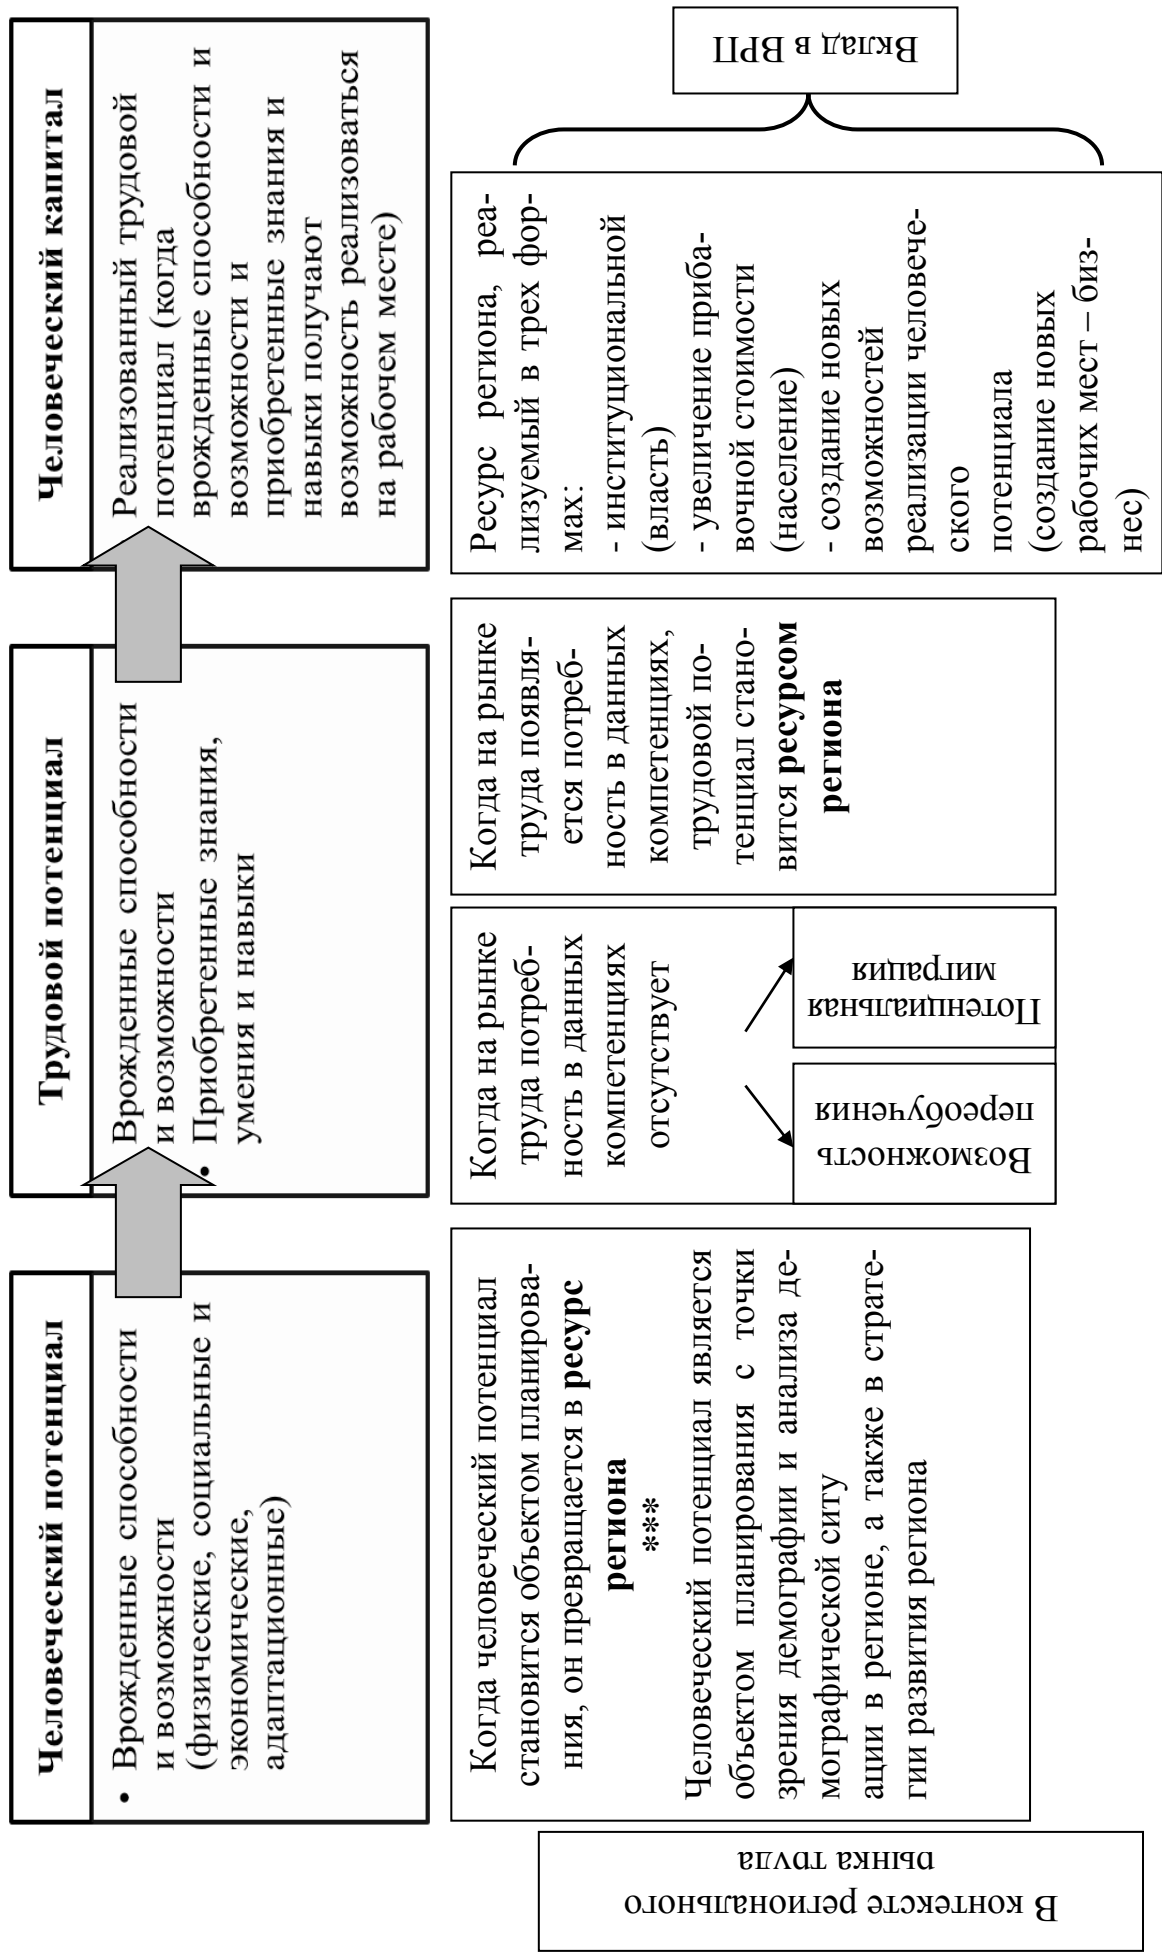 Человеческий потенциал
• Врожденные способности
и возможности
(физические, социальные и
экономические,
адаптационные)
Трудовой потенциал
Врожденные способности
и возможности
• Приобретенные знания,
умения и навыки
Человеческий капитал
Реализованный трудовой
потенциал (когда
врожденные способности и
возможности и
приобретенные знания и
навыки получают
возможность реализоваться
на рабочем месте)
В контексте регионального
рынка труда
Когда человеческий потенциал
становится объектом планирова-
ния, он превращается в ресурс
региона
***
Человеческий потенциал является
объектом планирования с точки
зрения демографии и анализа де-
мографической ситу
ации в регионе, а также в страте-
гии развития региона
Когда на рынке
труда потреб-
ность в данных
компетенциях
отсутствует
Возможность
переобучения
Потенциальная
миграция
Когда на рынке
труда появля-
ется потреб-
ность в данных
компетенциях,
трудовой по-
тенциал стано-
вится ресурсом
региона
Ресурс региона, реа-
лизуемый в трех фор-
мах:
- институциональной
(власть)
- увеличение приба-
вочной стоимости
(население)
- создание новых
возможностей
реализации человече-
ского
потенциала
(создание новых
рабочих мест – биз-
нес)
Вклад в ВРП